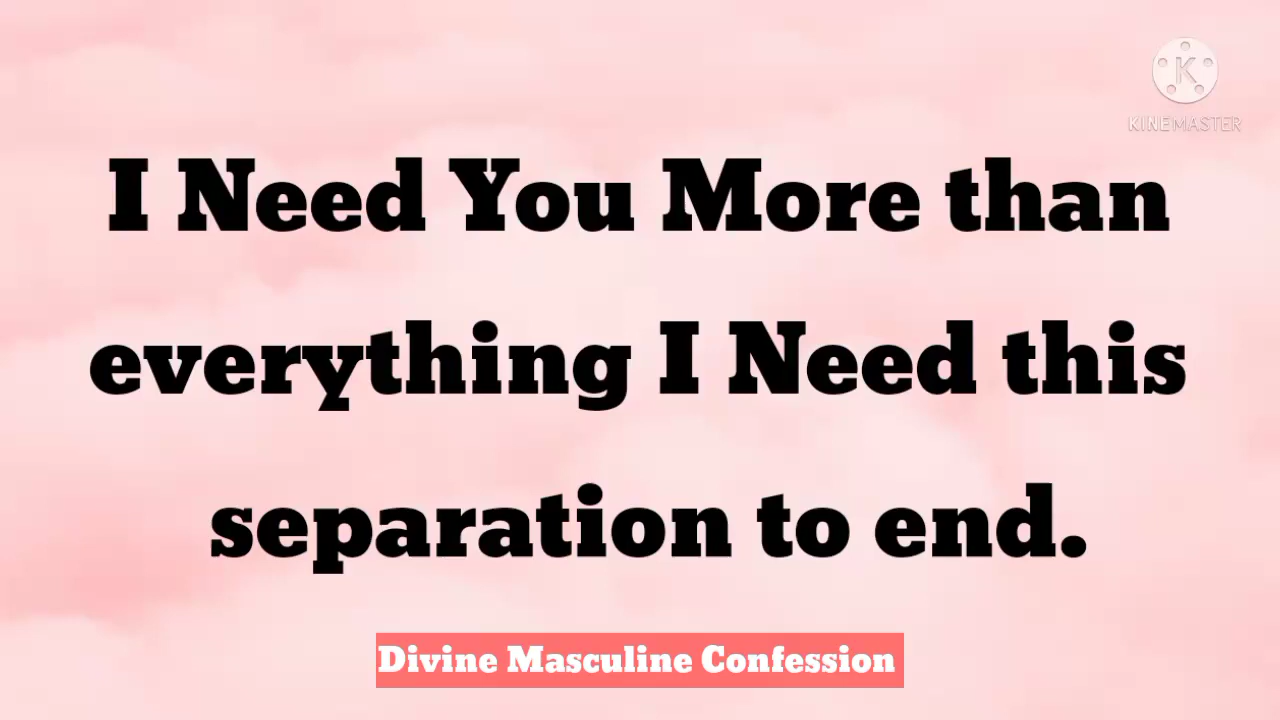 K
KINEMASTER
I Need You More than
everything I Need this
separation to end.
Divine Masculine Confession